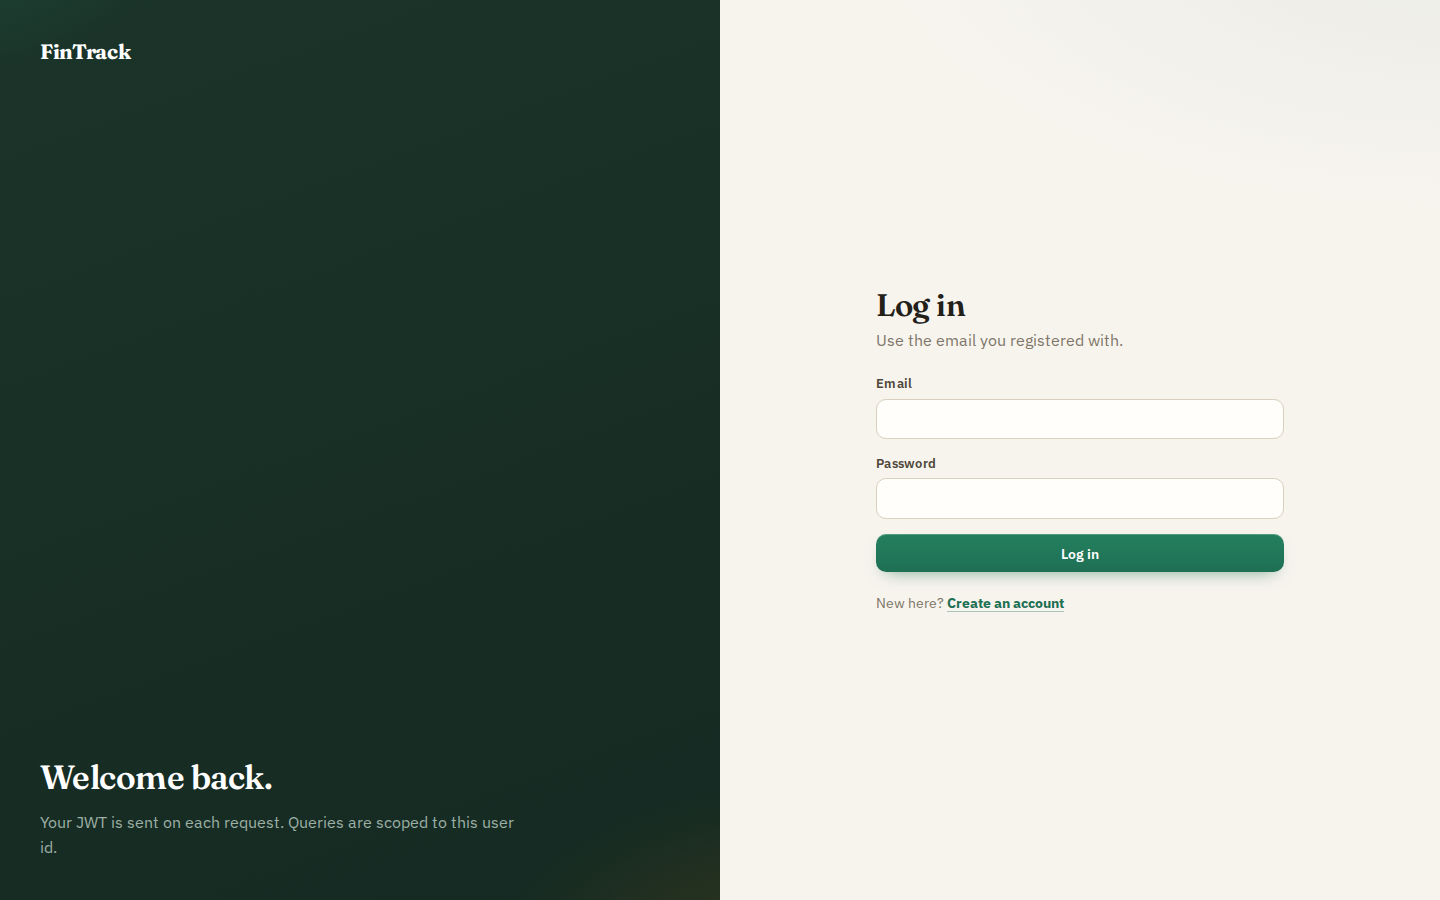 FinTrack
Welcome back.
Your JWT is sent on each request. Queries are scoped to this user
id.
Log in
Use the email you registered with.
Email
Password
Log in
New here? Create an account